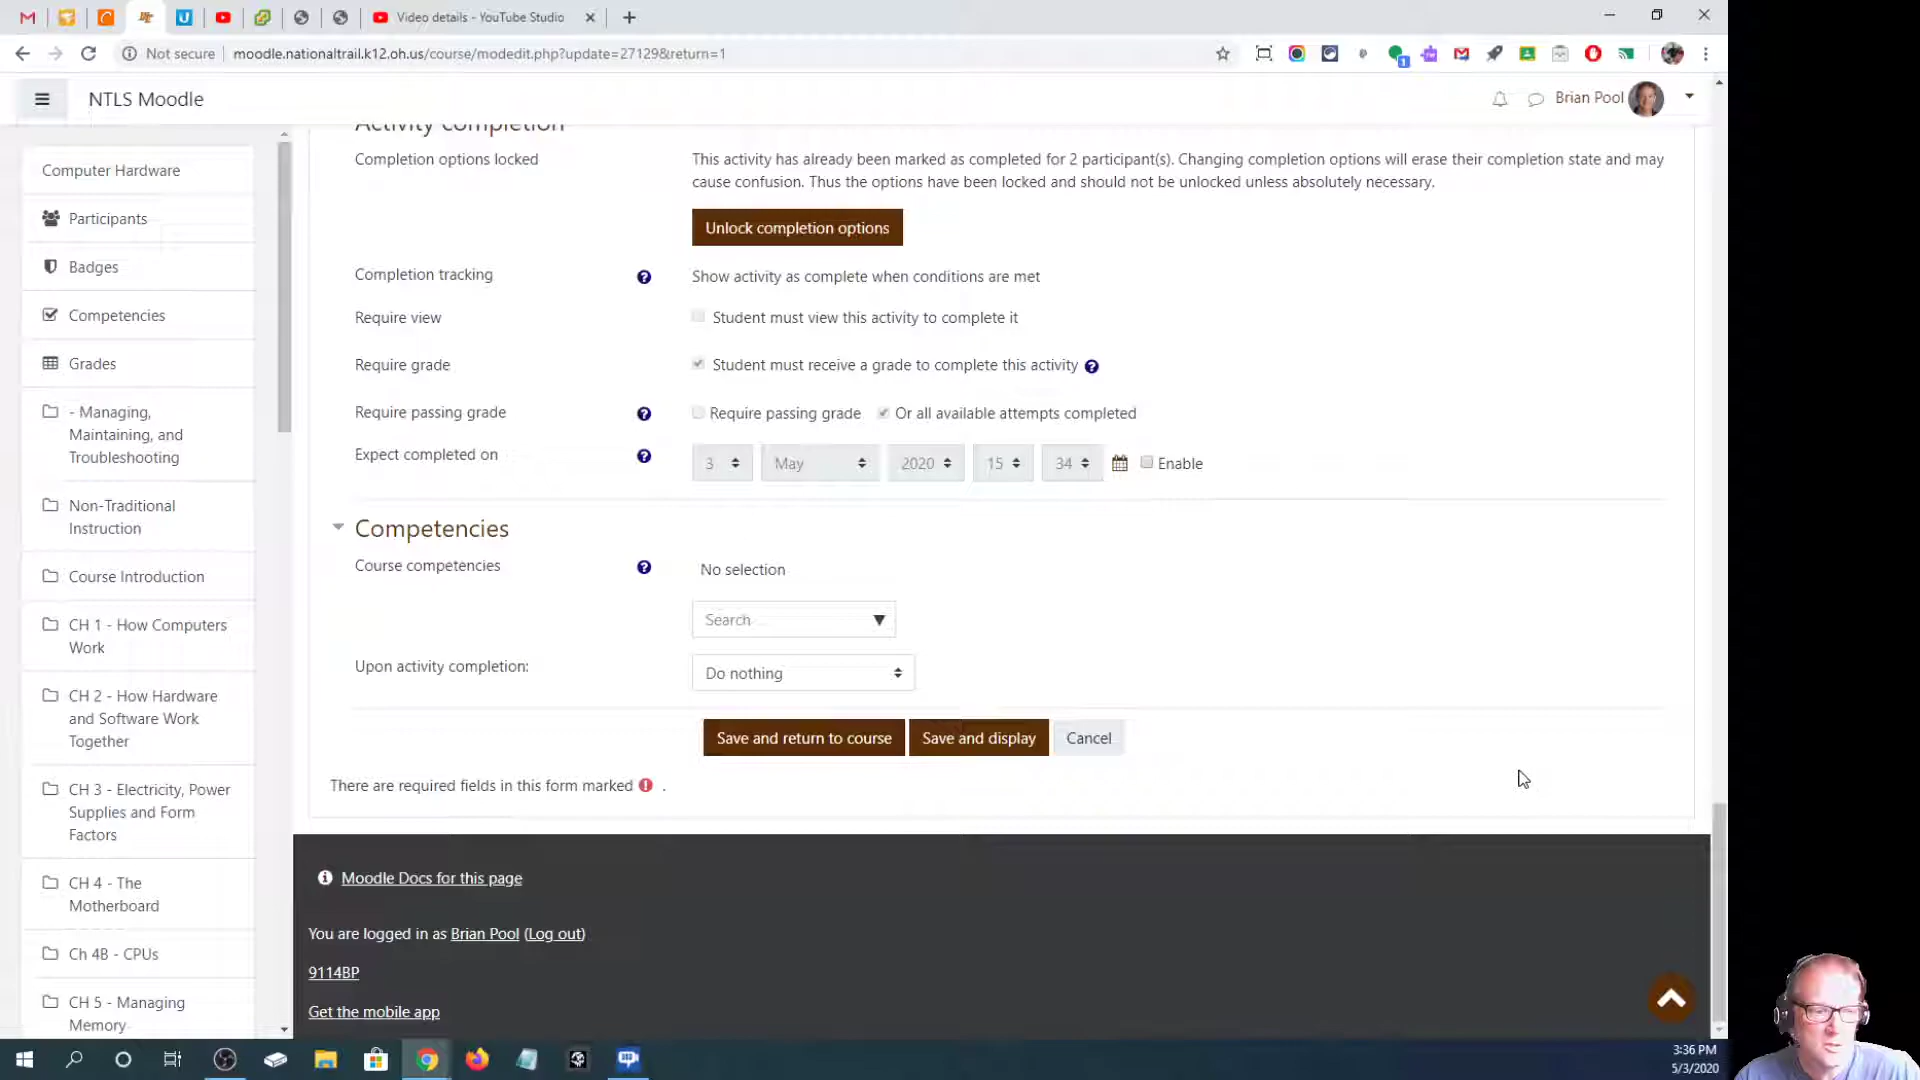 Video details - YouTube Studio
Not secure moodle.nationaltrail.k12.oh.us/course/modedit.php?update=27129&return=1
NTLS Moodle
Brian Pool
Computer Hardware
Participants
Badges
Competencies
Grades
- Managing,
Maintaining, and
Troubleshooting
Non-Traditional
Instruction
Course Introduction
CH 1 - How Computers
Work
CH 2 - How Hardware
and Software Work
Together
CH 3 - Electricity, Power
Supplies and Form
Factors
CH 4 - The
Motherboard
Ch 4B - CPUs
CH 5 - Managing
Memory
Activity completion
Completion options locked
This activity has already been marked as completed for 2 participant(s). Changing completion options will erase their completion state and may
cause confusion. Thus the options have been locked and should not be unlocked unless absolutely necessary.
Unlock completion options
Completion tracking
Show activity as complete when conditions are met
Require view
Student must view this activity to complete it
Require grade
Student must receive a grade to complete this activity
Require passing grade
Require passing grade Or all available attempts completed
Expect completed on
3 May 2020 15 34 Enable
Competencies
Course competencies
No selection
Search
Upon activity completion:
Do nothing
Save and return to course Save and display Cancel
There are required fields in this form marked .
Moodle Docs for this page
You are logged in as Brian Pool (Log out)
9114BP
Get the mobile app
3:36 PM
5/3/2020